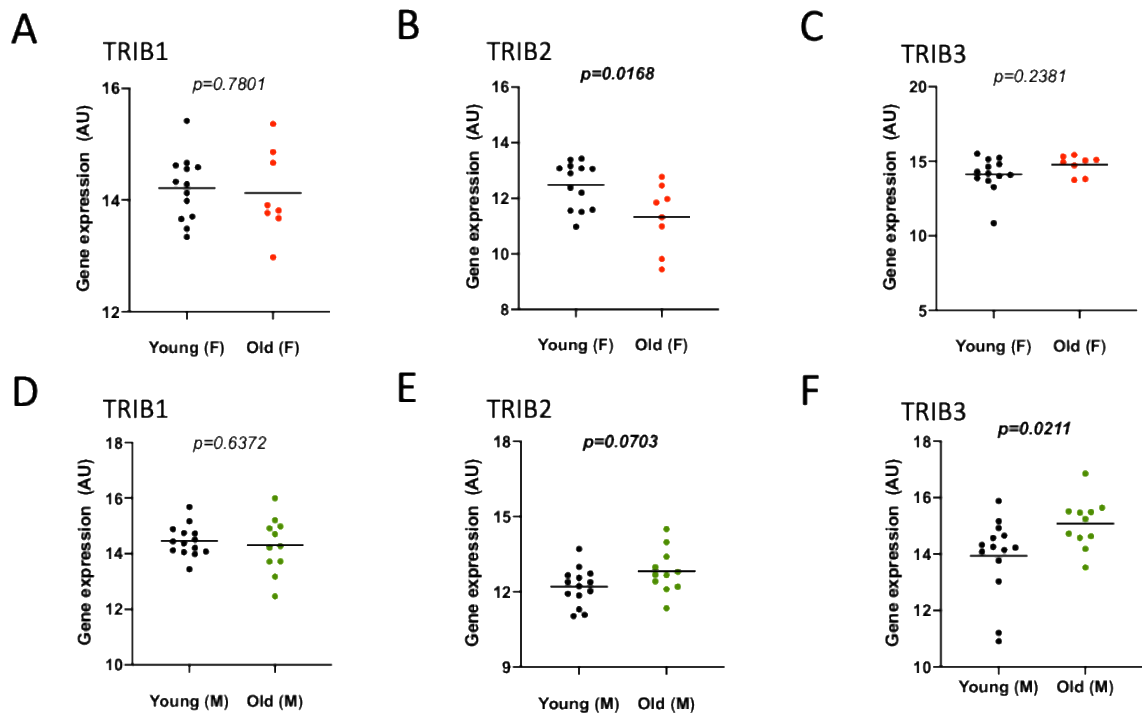 A
TRIB1
p=0.7801
Gene expression (AU)
16
14
12
Young (F) Old (F)
B
TRIB2
p=0.0168
Gene expression (AU)
16
14
12
10
8
Young (F) Old (F)
C
TRIB3
p=0.2381
Gene expression (AU)
20
15
10
5
Young (F) Old (F)
D
TRIB1
p=0.6372
Gene expression (AU)
18
16
14
12
10
Young (M) Old (M)
E
TRIB2
p=0.0703
Gene expression (AU)
18
15
12
9
Young (M) Old (M)
F
TRIB3
p=0.0211
Gene expression (AU)
18
16
14
12
10
Young (M) Old (M)